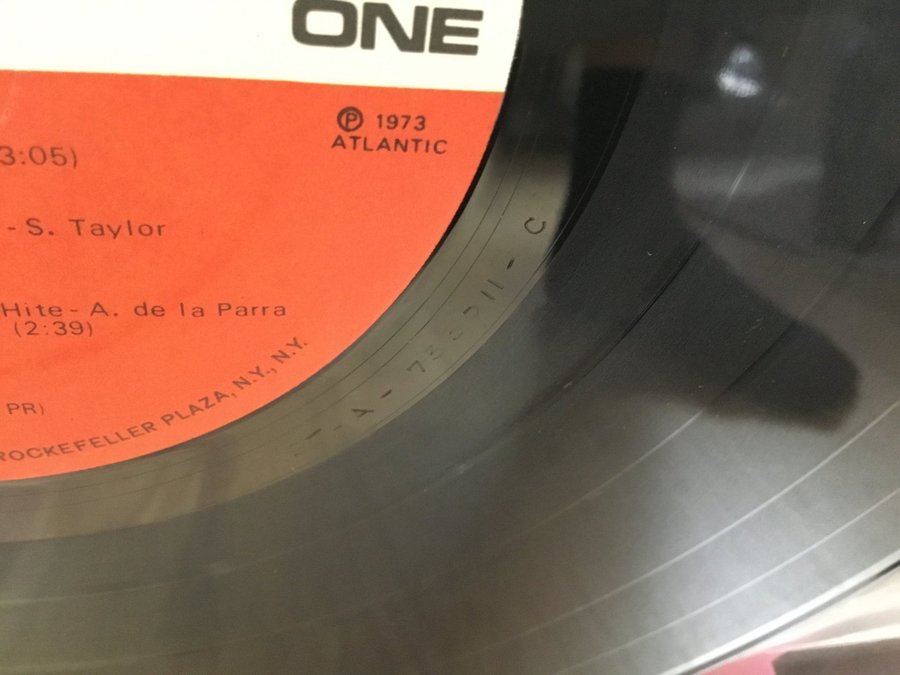 ONE
Ⓟ 1973
ATLANTIC
3:05)
- S. Taylor
Hite - A. de la Parra
(2:39)
PR)
ROCKEFELLER PLAZA, N.Y., N.Y.